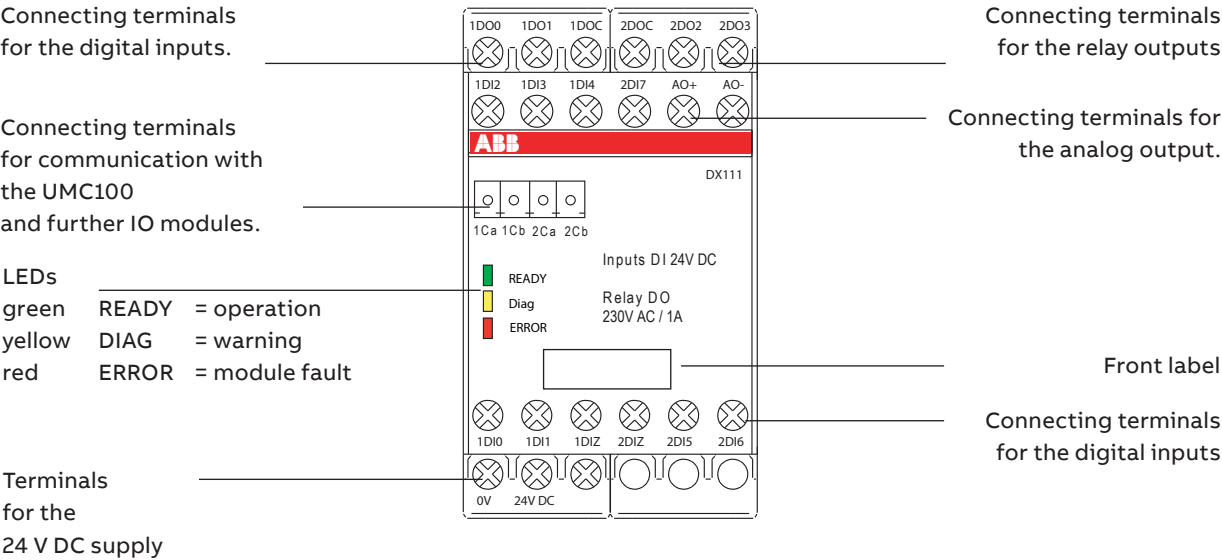 Connecting terminals
for the digital inputs.
Connecting terminals
for communication with
the UMC100
and further IO modules.
LEDs
green READY = operation
yellow DIAG = warning
red ERROR = module fault
Terminals
for the
24 V DC supply
1DO0 1DO1 1DOC 2DOC 2DO2 2DO3
1DI2 1DI3 1DI4 2DI7 AO+ AO-
ABB
DX111
1Ca 1Cb 2Ca 2Cb
Inputs DI 24V DC
READY
Diag
ERROR
Relay DO
230V AC / 1A
1DI0 1DI1 1DIZ 2DIZ 2DI5 2DI6
0V 24V DC
Connecting terminals
for the relay outputs
Connecting terminals for
the analog output.
Front label
Connecting terminals
for the digital inputs